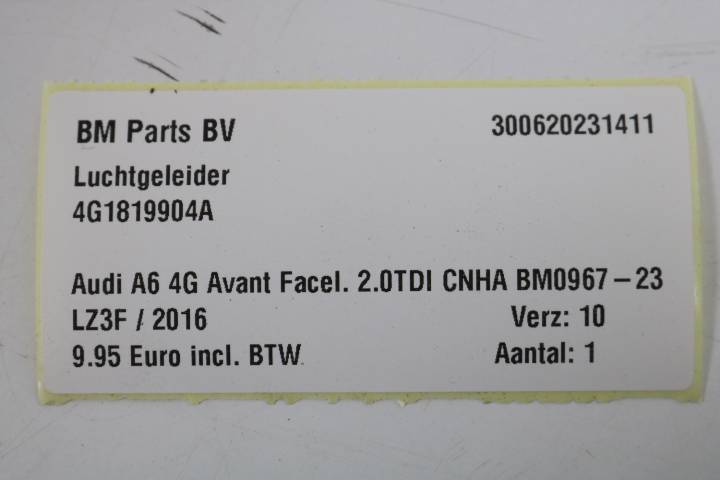 BM Parts BV 300620231411
Luchtgeleider
4G1819904A
Audi A6 4G Avant Facel. 2.0TDI CNHA BM0967-23
LZ3F / 2016 Verz: 10
9.95 Euro incl. BTW Aantal: 1